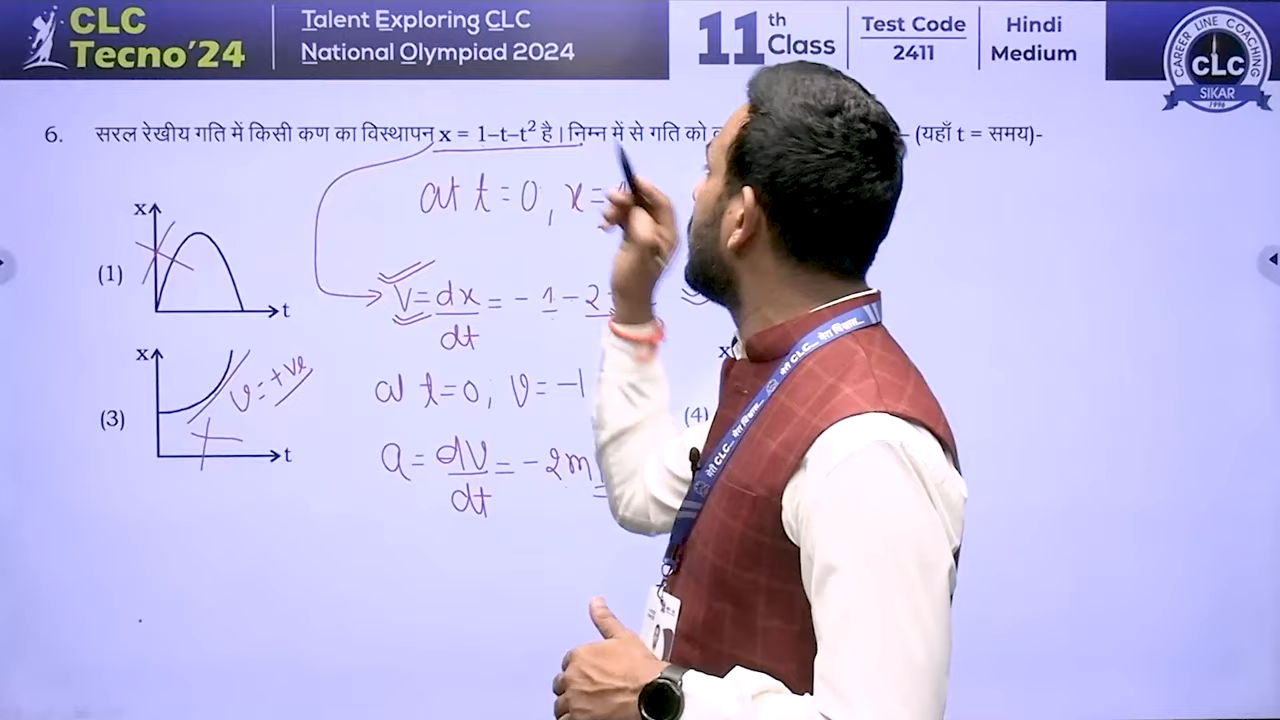 CLC
Tecno'24
Talent Exploring CLC
National Olympiad 2024
11th
Class
Test Code
2411
Hindi
Medium
CAREER LINE COACHING
CLC
SIKAR
1996
6. सरल रेखीय गति में किसी कण का विस्थापन x = 1–t–t² है। निम्न में से गति को (यहाँ t = समय)-
at t=0, x=
(1) x t
V= dx/dt = - 1 - 2
(3) x t
v=+ve
at t=0, v= -1
a= dv/dt = - 2m
x
(4)
मेरी CLC
मेरा विश्वास...